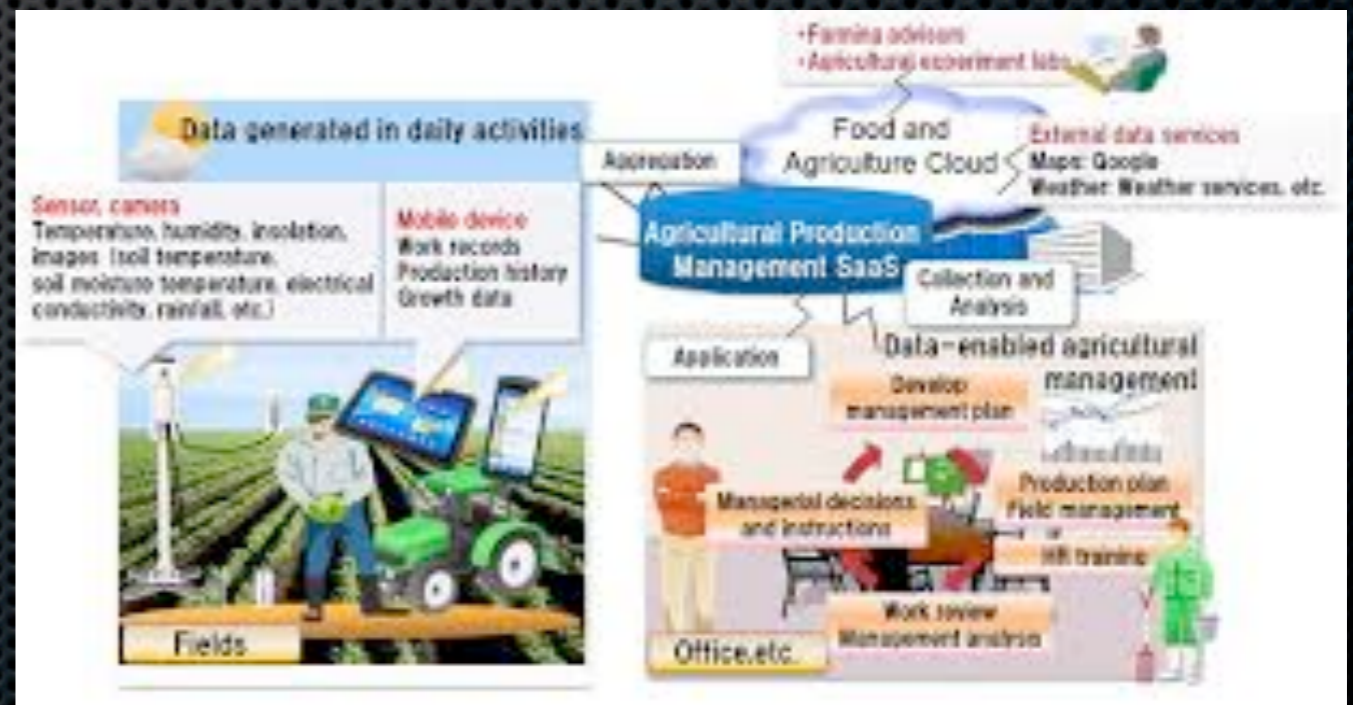 •Farming advisors
•Agricultural experiment labs
Data generated in daily activities
Aggregation
Food and
Agriculture Cloud
External data services
Maps: Google
Weather: Weather services, etc.
Sensor, camera
Temperature, humidity, insolation,
images (soil temperature,
soil moisture temperature, electrical
conductivity, rainfall, etc.)
Mobile device
Work records
Production history
Growth data
Agricultural Production
Management SaaS
Collection and
Analysis
Application
Data-enabled agricultural
management
Develop
management plan
Managerial decisions
and instructions
Production plan
Field management
HR training
Work review
Management analysis
Fields
Office,etc.